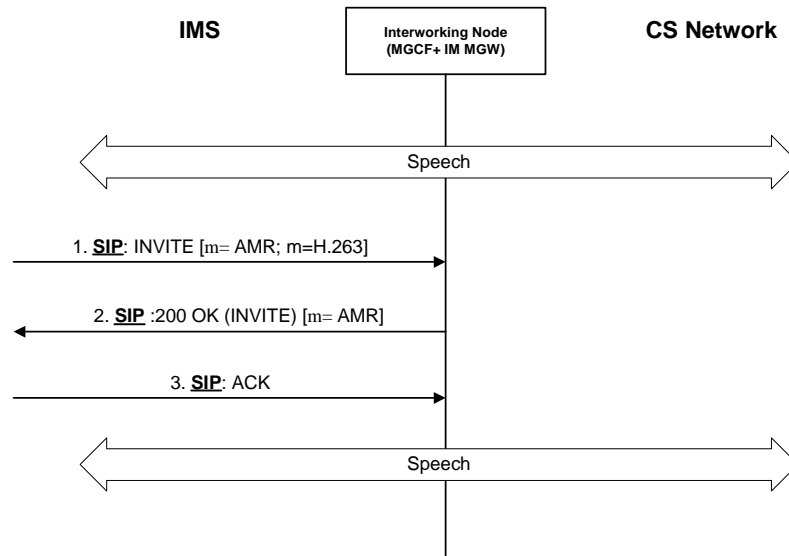 IMS
Interworking Node
(MGCF+ IM MGW)
CS Network
Speech
1. SIP: INVITE [m= AMR; m=H.263]
2. SIP :200 OK (INVITE) [m= AMR]
3. SIP: ACK
Speech